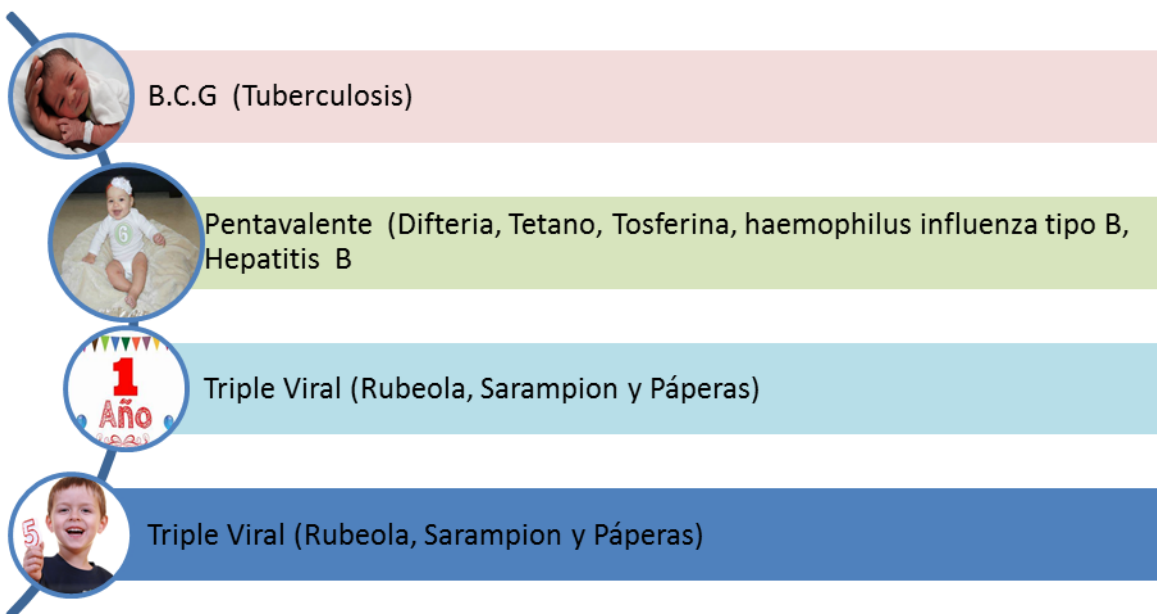 B.C.G (Tuberculosis)
6
Pentavalente (Difteria, Tetano, Tosferina, haemophilus influenza tipo B,
Hepatitis B
1
Año
Triple Viral (Rubeola, Sarampion y Páperas)
5
Triple Viral (Rubeola, Sarampion y Páperas)